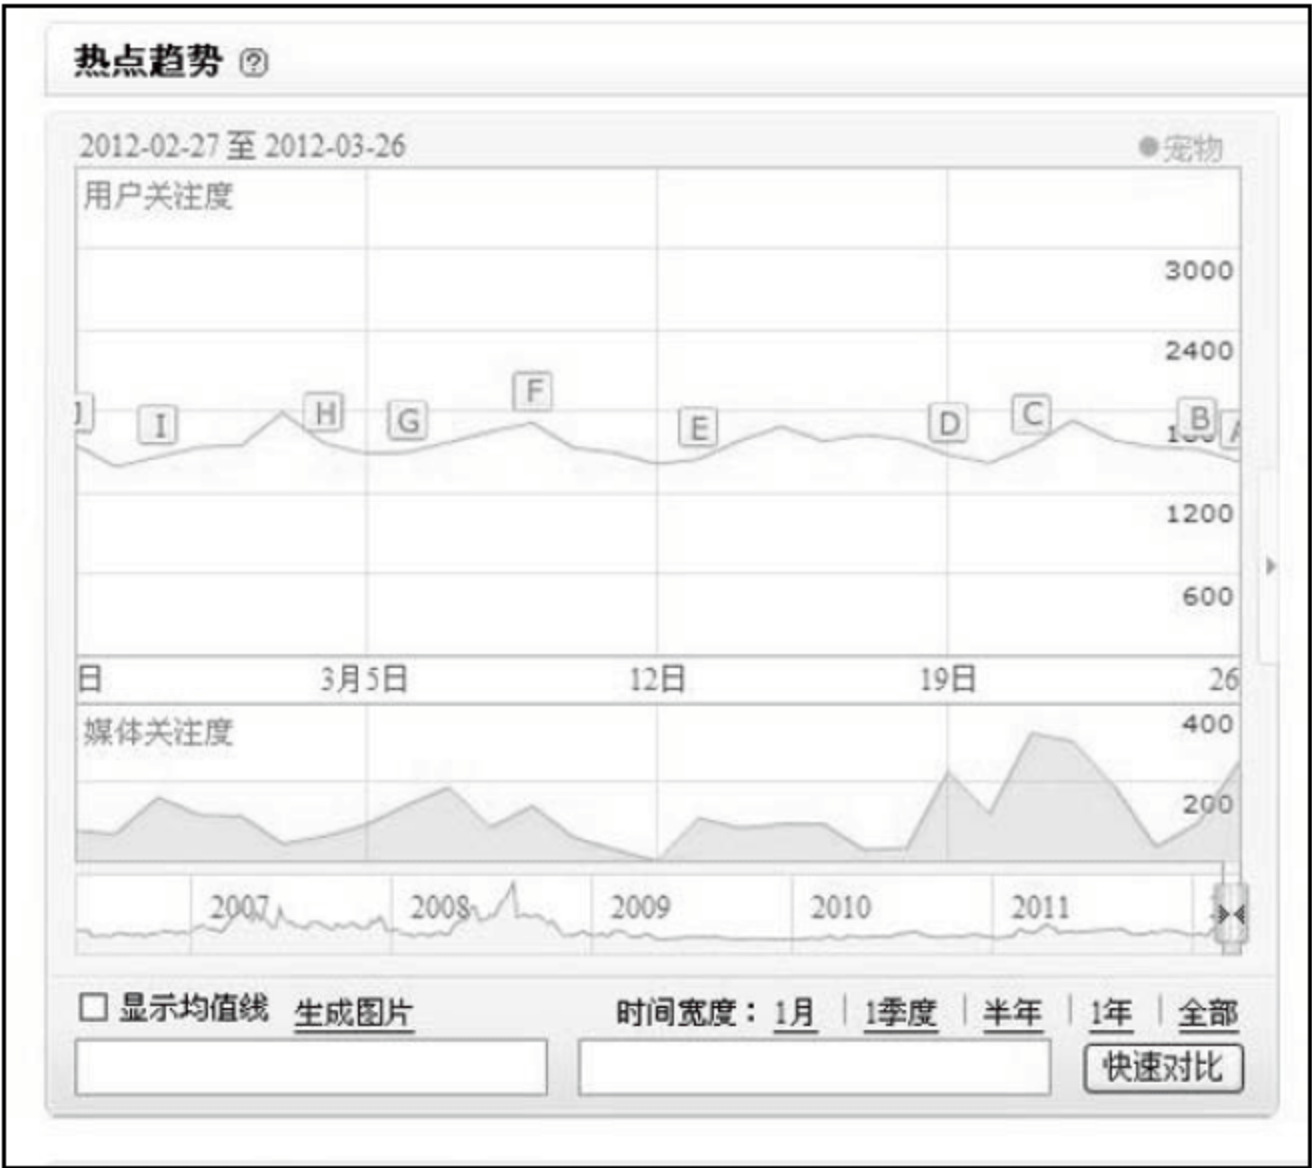 热点趋势 ?
2012-02-27 至 2012-03-26 ●宠物
用户关注度
3000
2400
F
H C
I G E D B
1200
600
日 3月5日 12日 19日 26
媒体关注度 400
200
2007 2008 2009 2010 2011
显示均值线 生成图片 时间宽度: 1月 | 1季度 | 半年 | 1年 | 全部
快速对比